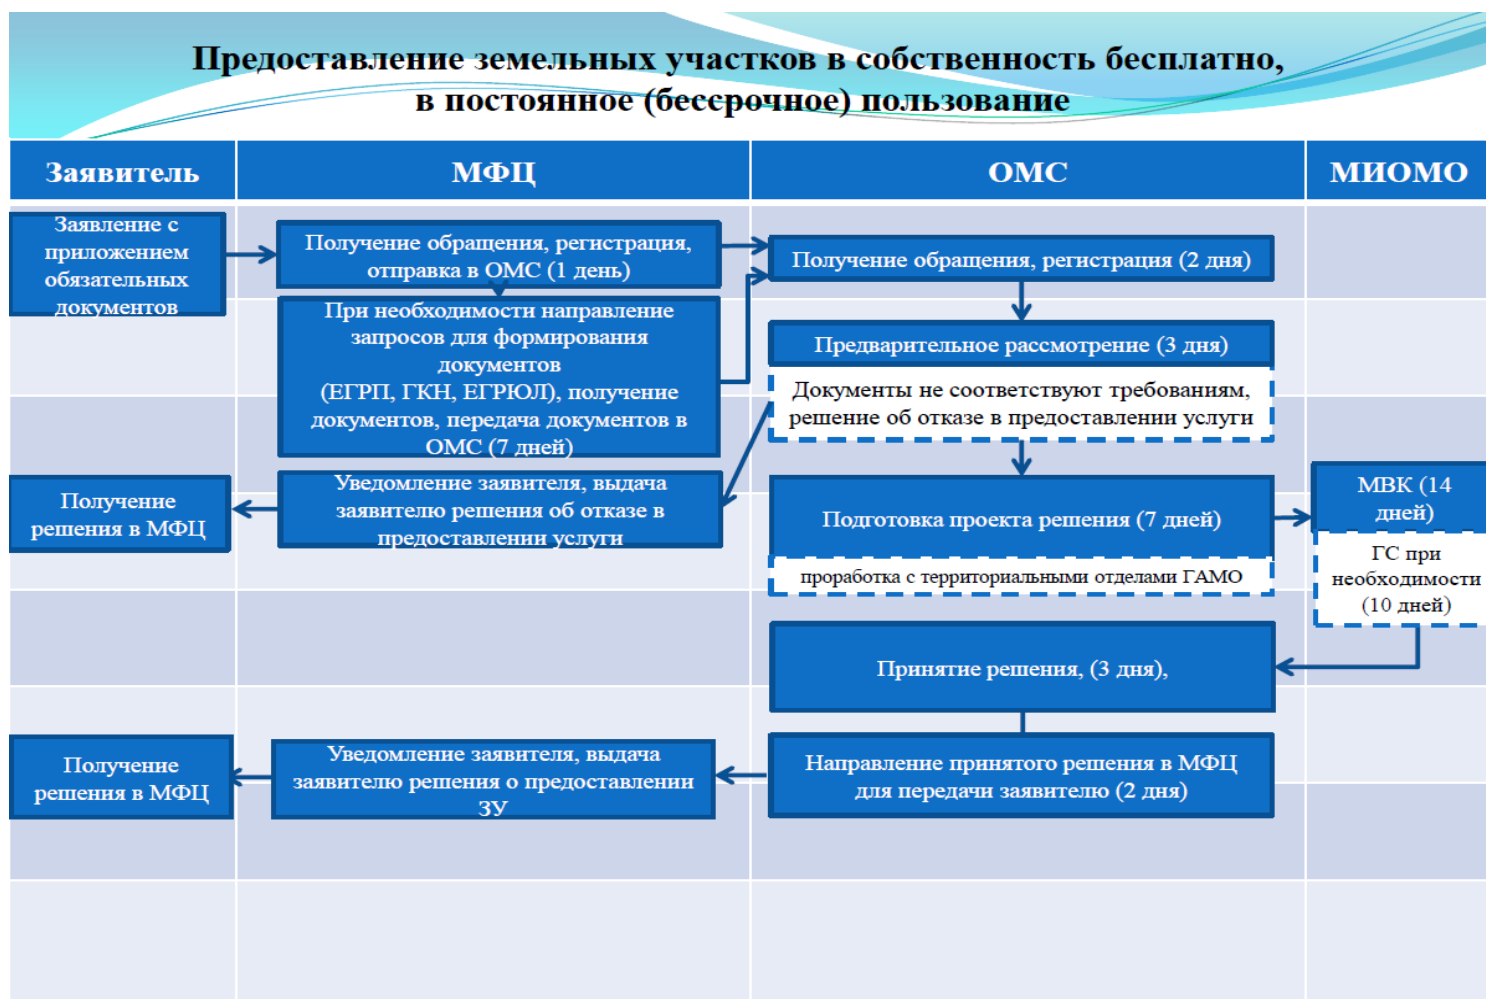 Предоставление земельных участков в собственность бесплатно,
в постоянное (бессрочное) пользование
Заявитель
МФЦ
ОМС
МИОМО
Заявление с
приложением
обязательных
документов
Получение обращения, регистрация,
отправка в ОМС (1 день)
Получение обращения, регистрация (2 дня)
При необходимости направление
запросов для формирования
документов
(ЕГРП, ГКН, ЕГРЮЛ), получение
документов, передача документов в
ОМС (7 дней)
Предварительное рассмотрение (3 дня)
Документы не соответствуют требованиям,
решение об отказе в предоставлении услуги
Получение
решения в МФЦ
Уведомление заявителя, выдача
заявителю решения об отказе в
предоставлении услуги
Подготовка проекта решения (7 дней)
проработка с территориальными отделами ГАМО
МВК (14
дней)
ГС при
необходимости
(10 дней)
Принятие решения, (3 дня),
Получение
решения в МФЦ
Уведомление заявителя, выдача
заявителю решения о предоставлении
ЗУ
Направление принятого решения в МФЦ
для передачи заявителю (2 дня)